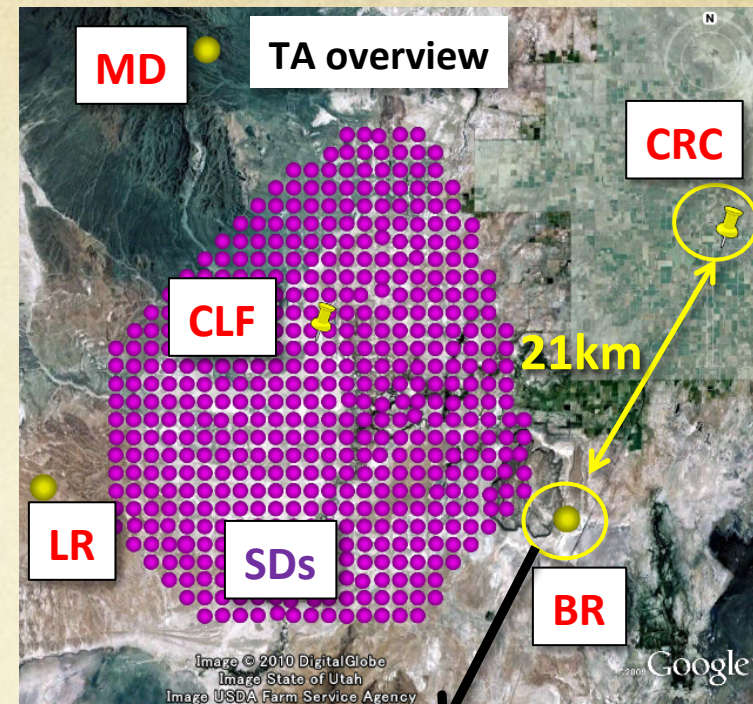 MD
TA overview
N
CRC
CLF
21km
LR
SDs
BR
Image © 2010 DigitalGlobe
Image State of Utah
Image USDA Farm Service Agency
©2009 Google